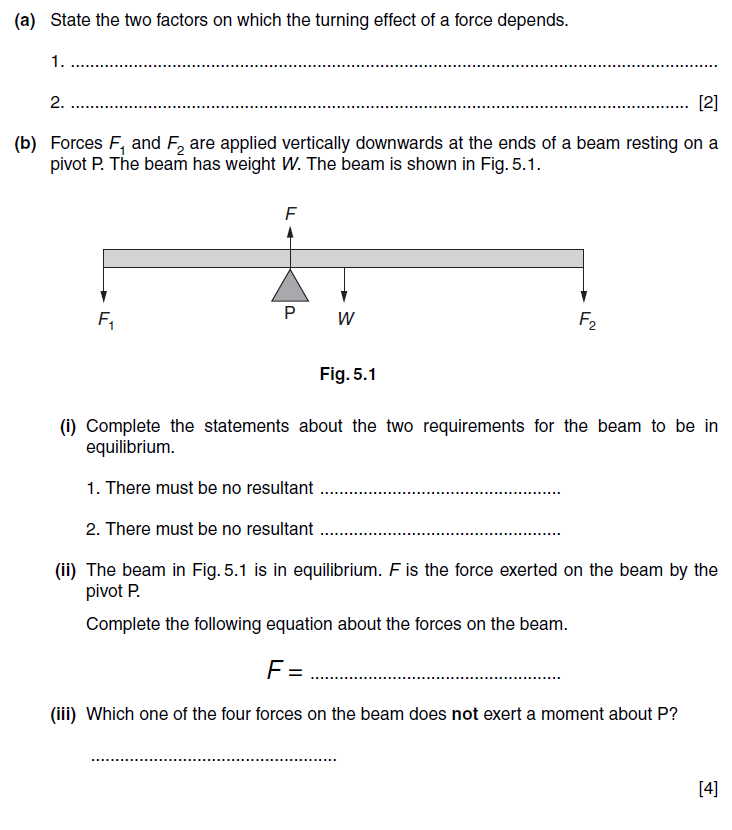 (a) State the two factors on which the turning effect of a force depends.
1. ........................................................................................................................................
2. ................................................................................................................................... [2]
(b) Forces F1 and F2 are applied vertically downwards at the ends of a beam resting on a
pivot P. The beam has weight W. The beam is shown in Fig. 5.1.
F
F1 P W F2
Fig. 5.1
(i) Complete the statements about the two requirements for the beam to be in
equilibrium.
1. There must be no resultant ..................................................
2. There must be no resultant ..................................................
(ii) The beam in Fig. 5.1 is in equilibrium. F is the force exerted on the beam by the
pivot P.
Complete the following equation about the forces on the beam.
F = ....................................................
(iii) Which one of the four forces on the beam does not exert a moment about P?
....................................................
[4]